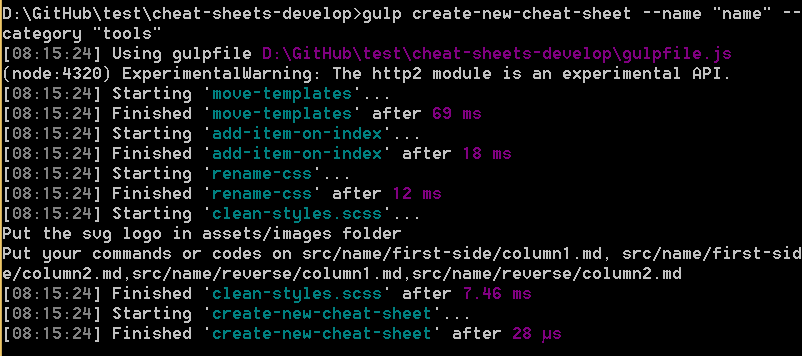 D:\GitHub\test\cheat-sheets-develop>gulp create-new-cheat-sheet --name "name" --
category "tools"
[08:15:24] Using gulpfile D:\GitHub\test\cheat-sheets-develop\gulpfile.js
(node:4320) ExperimentalWarning: The http2 module is an experimental API.
[08:15:24] Starting 'move-templates'...
[08:15:24] Finished 'move-templates' after 69 ms
[08:15:24] Starting 'add-item-on-index'...
[08:15:24] Finished 'add-item-on-index' after 18 ms
[08:15:24] Starting 'rename-css'...
[08:15:24] Finished 'rename-css' after 12 ms
[08:15:24] Starting 'clean-styles.scss'...
Put the svg logo in assets/images folder
Put your commands or codes on src/name/first-side/column1.md, src/name/first-sid
e/column2.md,src/name/reverse/column1.md,src/name/reverse/column2.md
[08:15:24] Finished 'clean-styles.scss' after 7.46 ms
[08:15:24] Starting 'create-new-cheat-sheet'...
[08:15:24] Finished 'create-new-cheat-sheet' after 28 μs